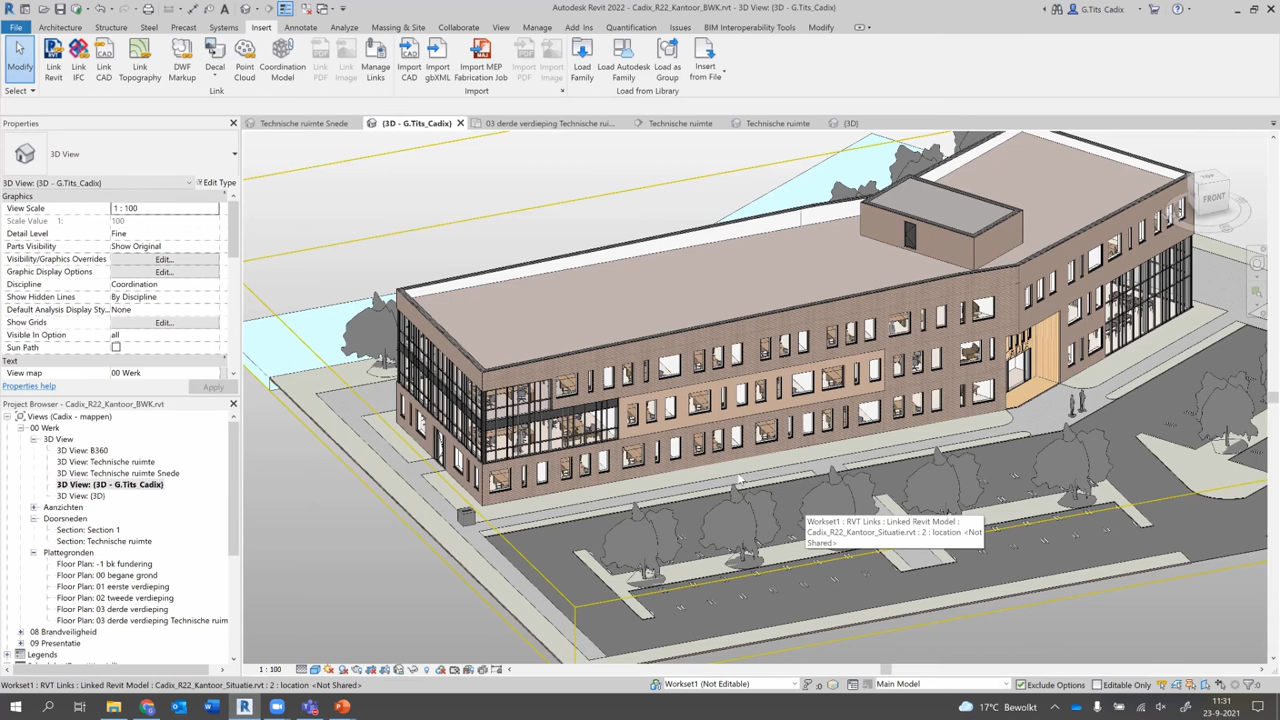 Autodesk Revit 2022 - Cadix_R22_Kantoor_BWK.rvt - 3D View: {3D - G.Tits_Cadix}
G.Tits_Cadix
File Architecture Structure Steel Precast Systems Insert Annotate Analyze Massing & Site Collaborate View Manage Add-Ins Quantification Issues BIM Interoperability Tools Modify
Modify
Link Revit
Link IFC
Link CAD
Link Topography
DWF Markup
Decal
Point Cloud
Coordination Model
Link PDF
Link Image
Manage Links
Import CAD
Import gbXML
Import MEP Fabrication Job
Import PDF
Import Image
Load Family
Load Autodesk Family
Load as Group
Insert from File
Select
Link
Import
Load from Library
Properties
Technische ruimte Snede
{3D - G.Tits_Cadix}
03 derde verdieping Technische rui...
Technische ruimte
Technische ruimte
{3D}
3D View
3D View: {3D - G.Tits_Cadix}
Edit Type
Graphics
View Scale 1 : 100
Scale Value 1: 100
Detail Level Fine
Parts Visibility Show Original
Visibility/Graphics Overrides Edit...
Graphic Display Options Edit...
Discipline Coordination
Show Hidden Lines By Discipline
Default Analysis Display Sty... None
Show Grids Edit...
Visible In Option all
Sun Path
Text
View map 00 Werk
Properties help
Apply
TOP
FRONT
Project Browser - Cadix_R22_Kantoor_BWK.rvt
Views (Cadix - mappen)
00 Werk
3D View
3D View: B360
3D View: Technische ruimte
3D View: Technische ruimte Snede
3D View: {3D - G.Tits_Cadix}
3D View: {3D}
Aanzichten
Doorsneden
Section: Section 1
Section: Technische ruimte
Plattegronden
Floor Plan: -1 bk fundering
Floor Plan: 00 begane grond
Floor Plan: 01 eerste verdieping
Floor Plan: 02 tweede verdieping
Floor Plan: 03 derde verdieping
Floor Plan: 03 derde verdieping Technische ruim
08 Brandveiligheid
09 Presentatie
Legends
Workset1 : RVT Links : Linked Revit Model :
Cadix_R22_Kantoor_Situatie.rvt : 2 : location <Not
Shared>
1 : 100
Workset1 : RVT Links : Linked Revit Model : Cadix_R22_Kantoor_Situatie.rvt : 2 : location <Not Shared>
Workset1 (Not Editable)
:0
Main Model
Exclude Options
Editable Only
:0
17°C Bewolkt
11:31
23-9-2021